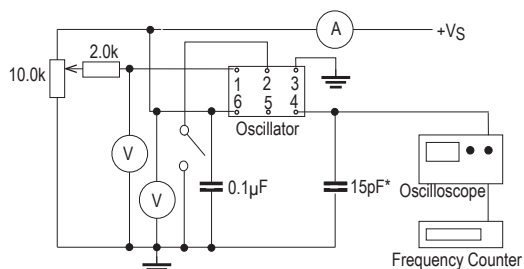 A
+VS
2.0k
10.0k
1 2 3
6 5 4
Oscillator
V
V
0.1µF
15pF*
Oscilloscope
Frequency Counter